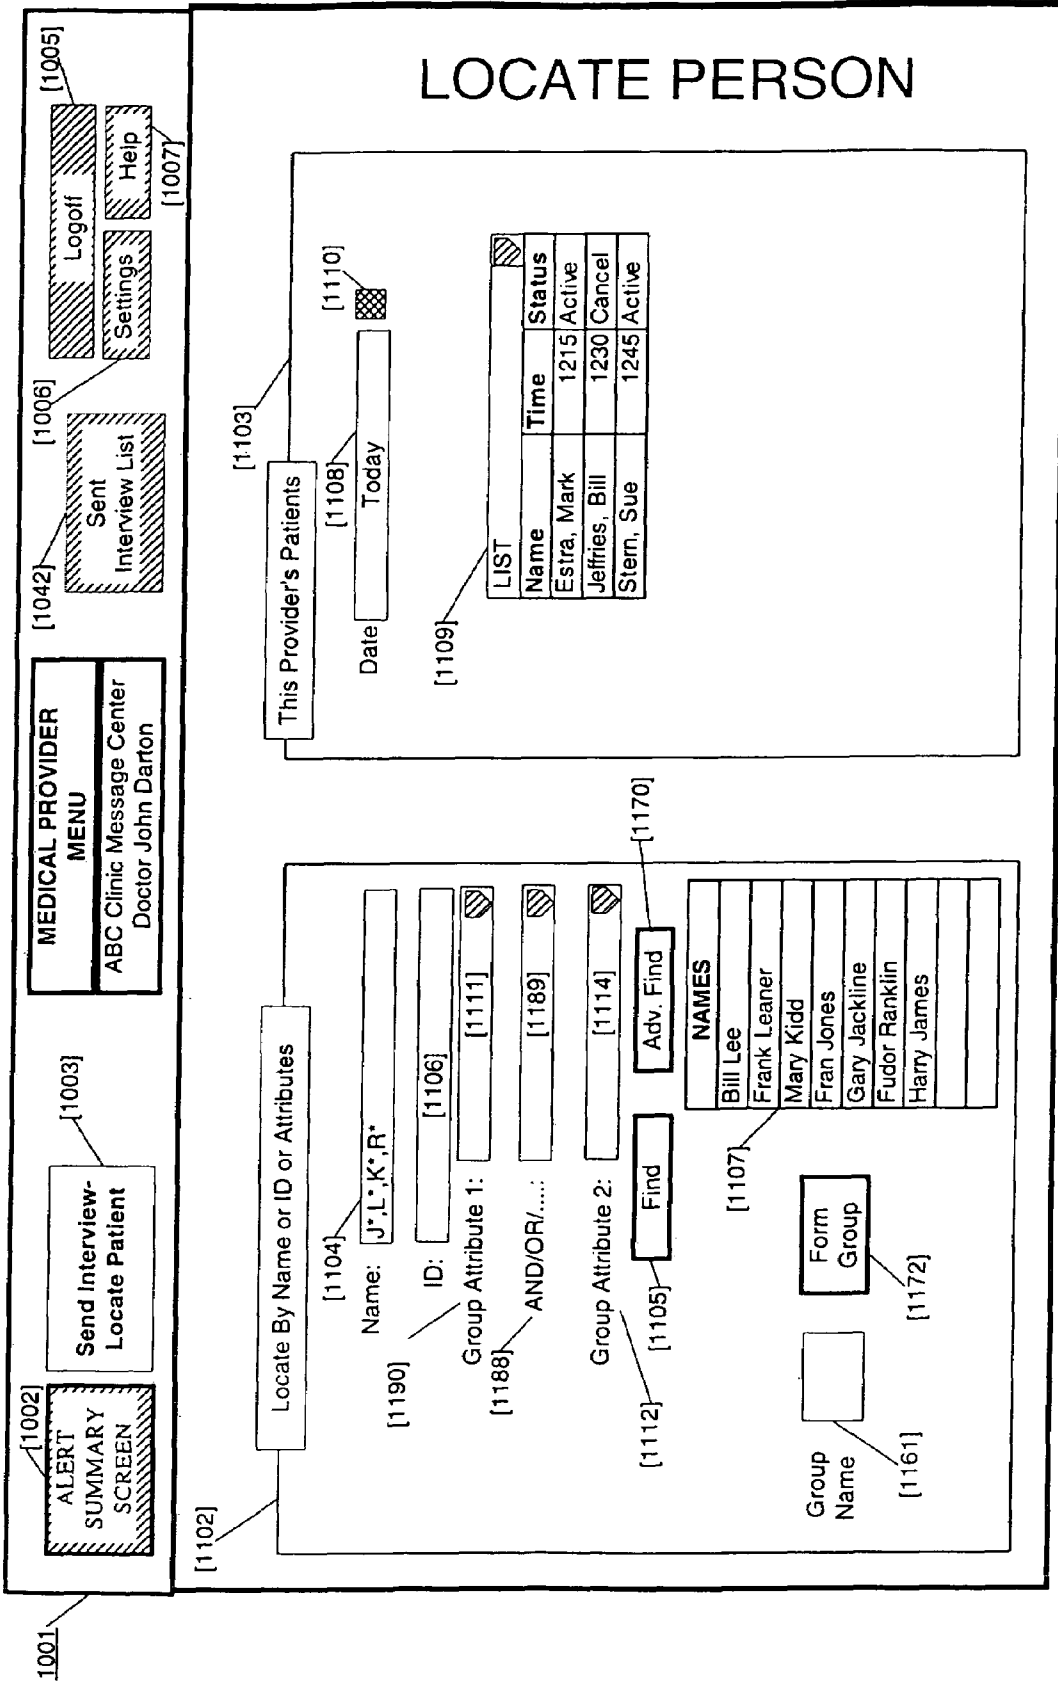 1001
[1002]
ALERT
SUMMARY
SCREEN
Send Interview-
Locate Patient
[1003]
MEDICAL PROVIDER
MENU
ABC Clinic Message Center
Doctor John Darton
[1042]
Sent
Interview List
[1006]
Logoff
[1005]
Settings
Help
[1007]
LOCATE PERSON
[1102]
Locate By Name or ID or Attributes
[1104]
Name: J*,L*,K*,R*
ID: [1106]
[1190]
Group Attribute 1: [1111]
[1188]
AND/OR/....: [1189]
Group Attribute 2: [1114]
[1112]
[1105]
Find
Adv. Find
[1170]
[1107]
NAMES
Bill Lee
Frank Leaner
Mary Kidd
Fran Jones
Gary Jackline
Fudor Rankin
Harry James
Group
Name
[1161]
Form
Group
[1172]
This Provider's Patients
[1103]
[1108]
Date Today
[1110]
[1109]
LIST
Name Time Status
Estra, Mark 1215 Active
Jeffries, Bill 1230 Cancel
Stern, Sue 1245 Active